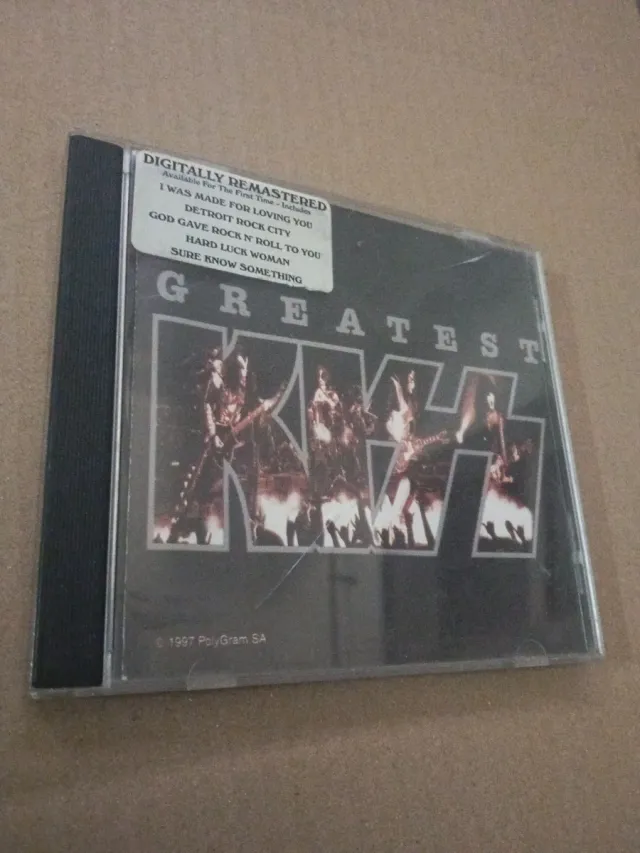 DIGITALLY REMASTERED
Available For The First Time - Includes
I WAS MADE FOR LOVING YOU
DETROIT ROCK CITY
GOD GAVE ROCK N' ROLL TO YOU
HARD LUCK WOMAN
SURE KNOW SOMETHING
GREATEST
KISS
© 1997 PolyGram SA